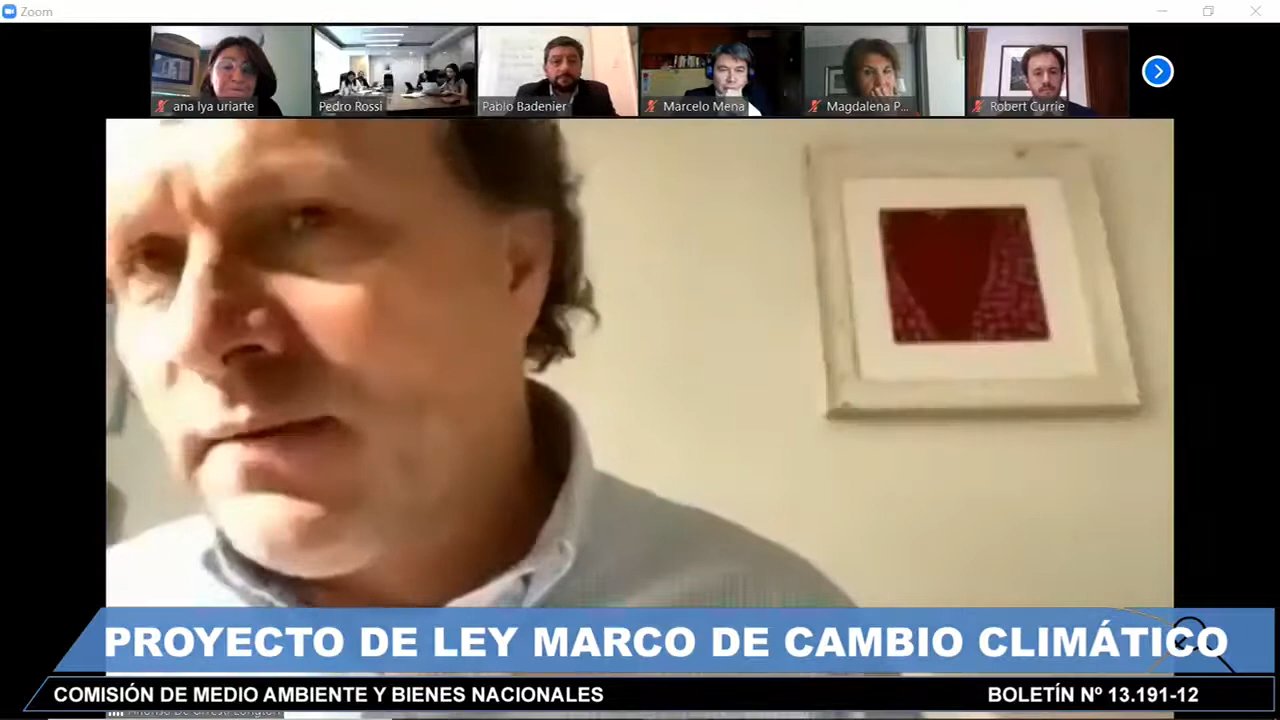 Zoom
ana lya uriarte
Pedro Rossi
Pablo Badenier
Marcelo Mena
Magdalena P...
Robert Currie
PROYECTO DE LEY MARCO DE CAMBIO CLIMÁTICO
COMISIÓN DE MEDIO AMBIENTE Y BIENES NACIONALES
BOLETÍN Nº 13.191-12